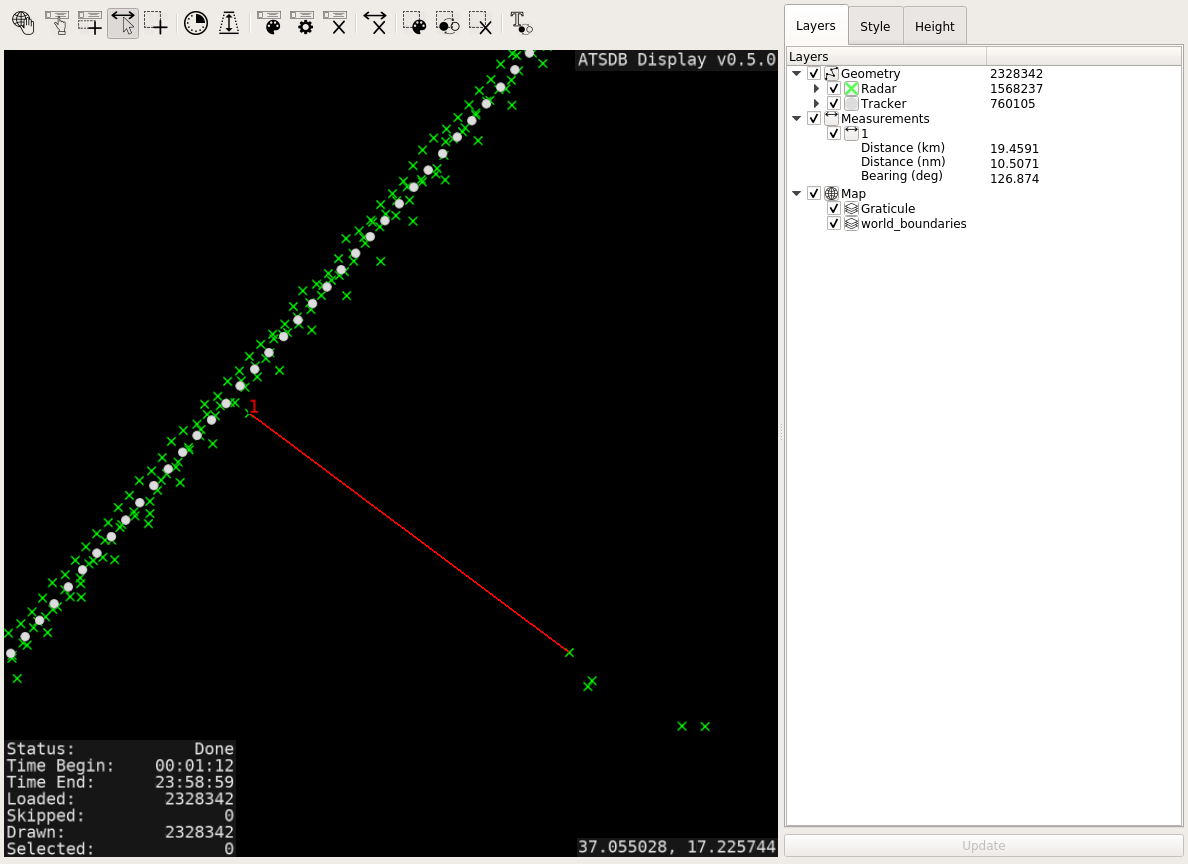 ATSDB Display v0.5.0
1
Status: Done
Time Begin: 00:01:12
Time End: 23:58:59
Loaded: 2328342
Skipped: 0
Drawn: 2328342
Selected: 0
37.055028, 17.225744
Layers Style Height
Layers
Geometry 2328342
Radar 1568237
Tracker 760105
Measurements
1
Distance (km) 19.4591
Distance (nm) 10.5071
Bearing (deg) 126.874
Map
Graticule
world_boundaries
Update